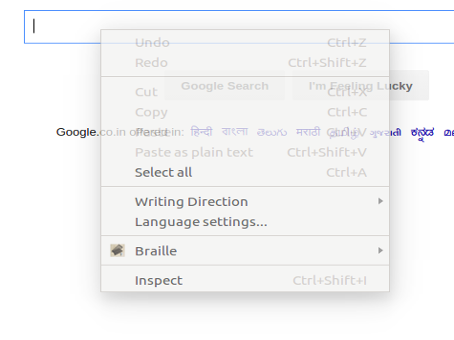 Undo Ctrl+Z
Redo Ctrl+Shift+Z
Google Search I'm Feeling Lucky
Cut Ctrl+X
Copy Ctrl+C
Google.co.in offered in: हिन्दी বাংলা తెలుగు मराठी தமிழ் ગુજરાતી ಕನ್ನಡ
Paste Ctrl+V
Paste as plain text Ctrl+Shift+V
Select all Ctrl+A
Writing Direction
Language settings...
Braille
Inspect Ctrl+Shift+I